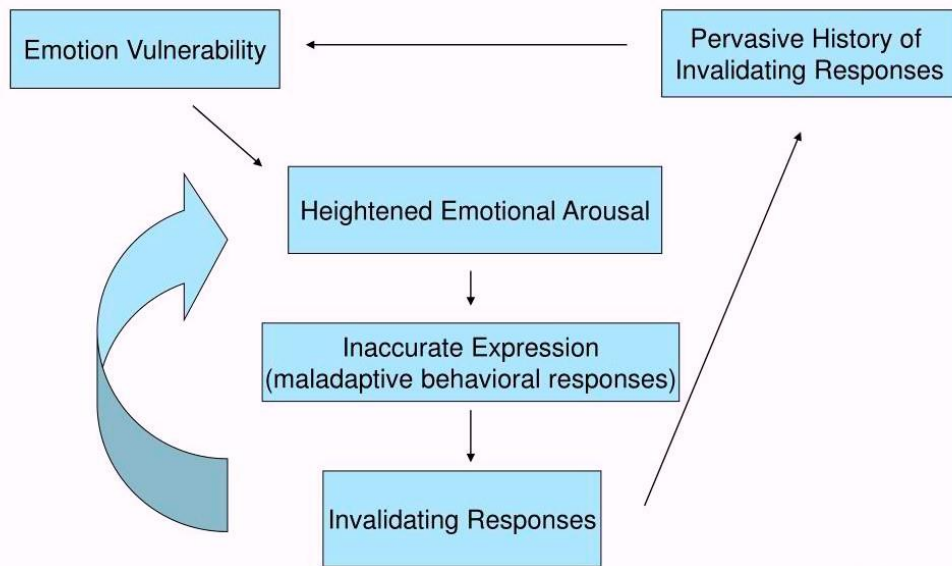 Emotion Vulnerability
Pervasive History of
Invalidating Responses
Heightened Emotional Arousal
Inaccurate Expression
(maladaptive behavioral responses)
Invalidating Responses